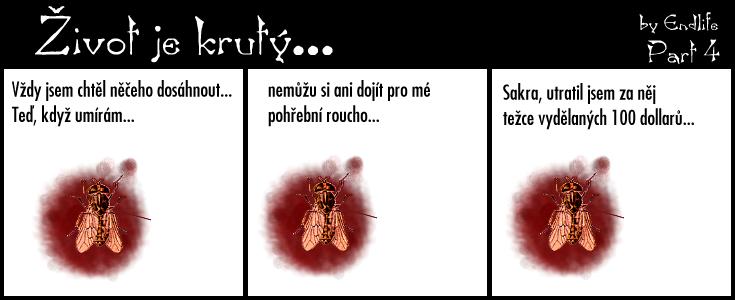 Život je krutý...
by Endlife
Part 4
Vždy jsem chtěl něčeho dosáhnout...
Teď, když umírám...
nemůžu si ani dojít pro mé
pohřební roucho...
Sakra, utratil jsem za něj
težce vydělaných 100 dollarů...